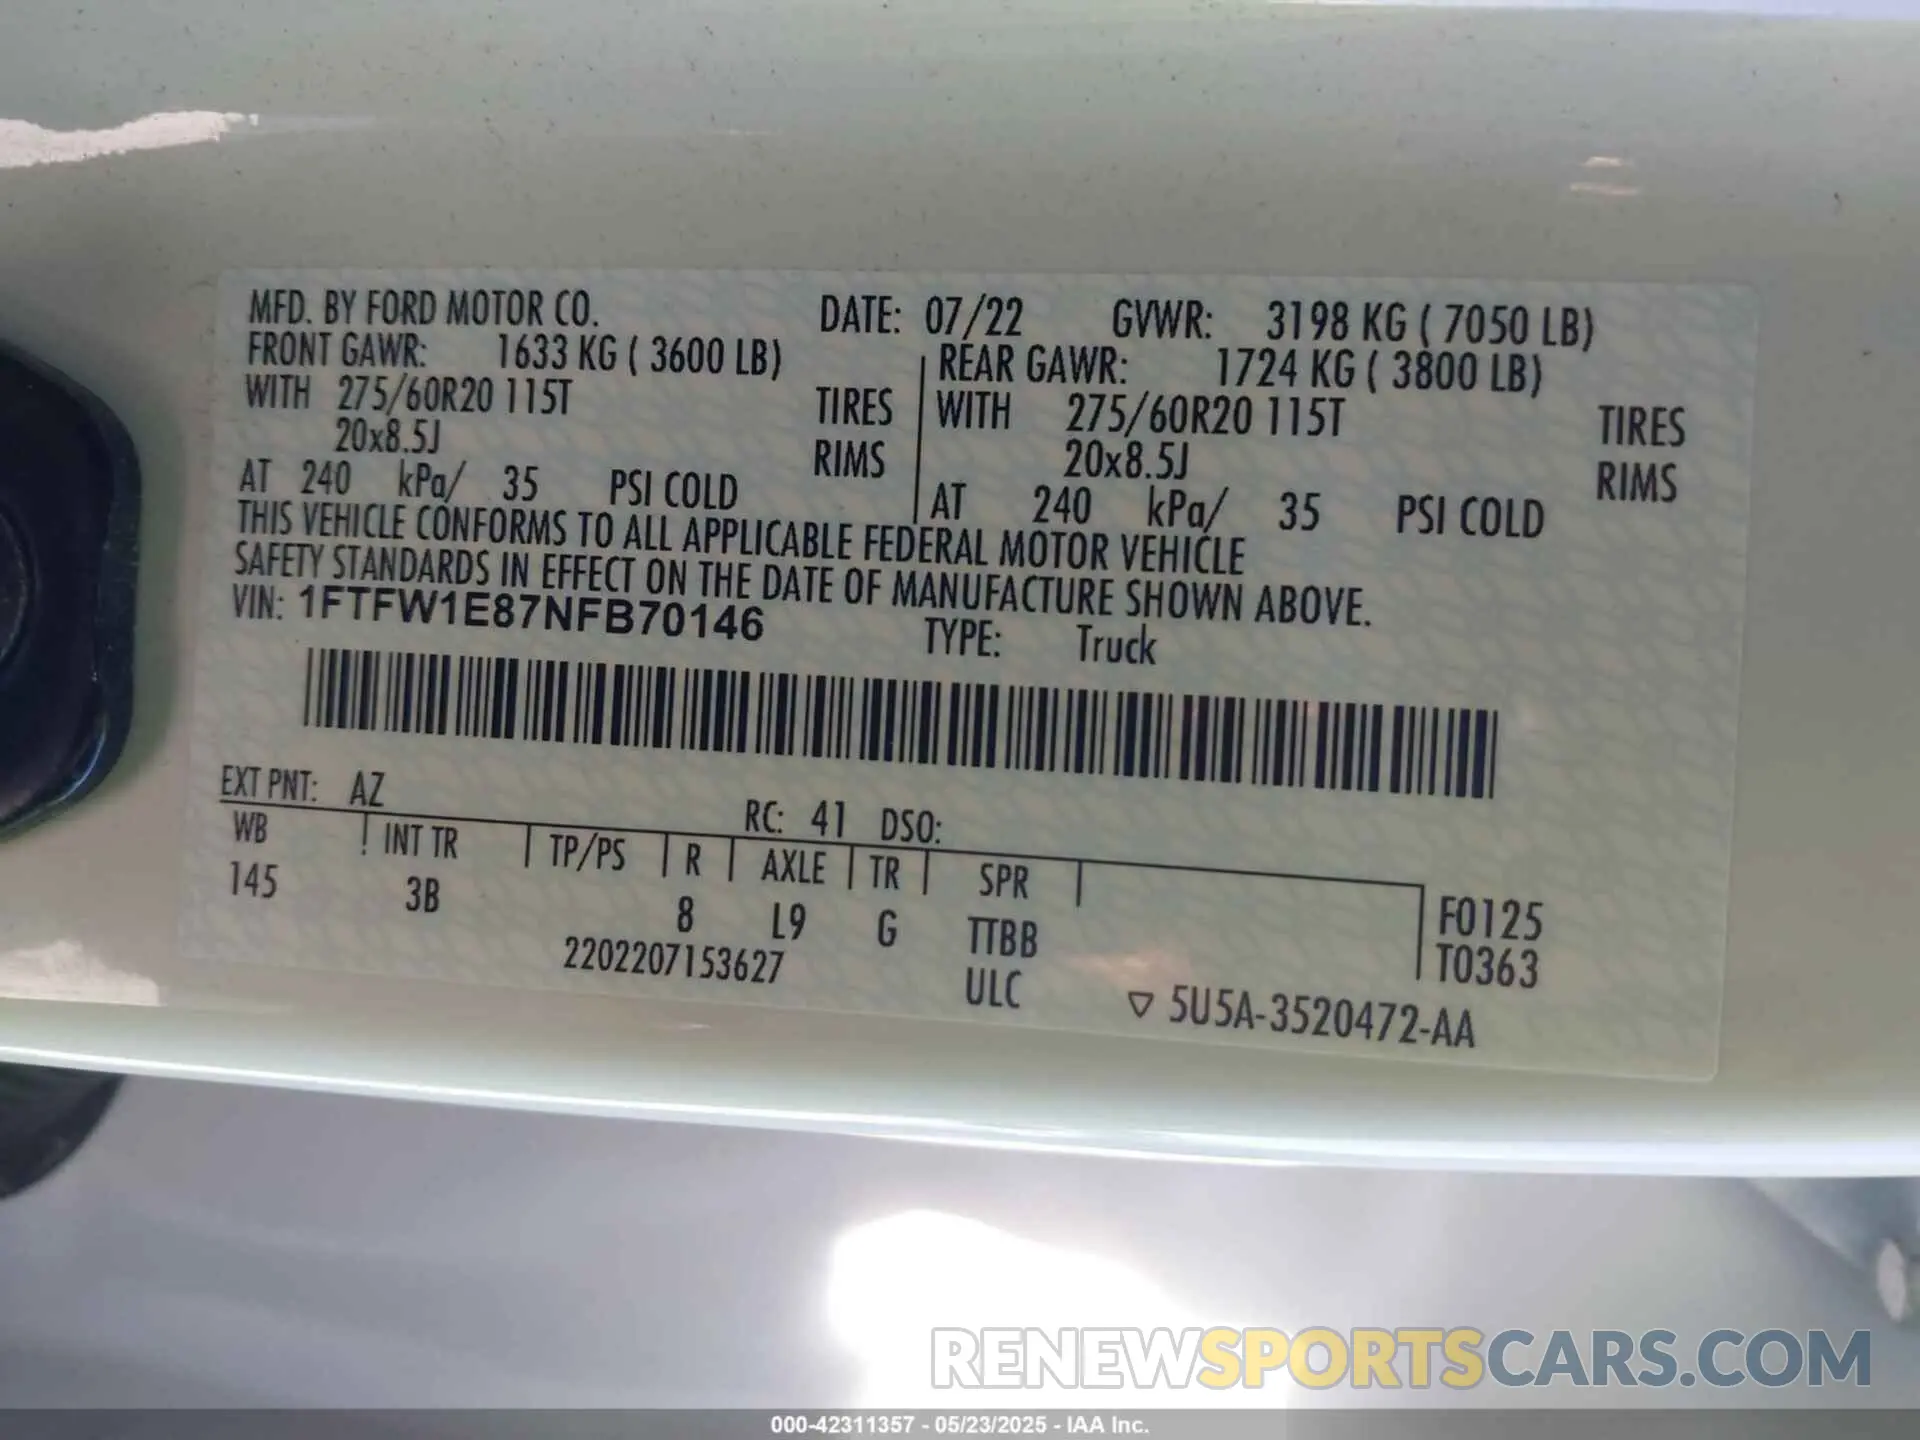 MFD. BY FORD MOTOR CO. DATE: 07/22 GVWR: 3198 KG ( 7050 LB)
FRONT GAWR: 1633 KG ( 3600 LB) REAR GAWR: 1724 KG ( 3800 LB)
WITH 275/60R20 115T TIRES WITH 275/60R20 115T TIRES
20x8.5J RIMS 20x8.5J RIMS
AT 240 kPa/ 35 PSI COLD AT 240 kPa/ 35 PSI COLD
THIS VEHICLE CONFORMS TO ALL APPLICABLE FEDERAL MOTOR VEHICLE
SAFETY STANDARDS IN EFFECT ON THE DATE OF MANUFACTURE SHOWN ABOVE.
VIN: 1FTFW1E87NFB70146 TYPE: Truck
EXT PNT: AZ RC: 41 DSO:
WB INT TR TP/PS R AXLE TR SPR
145 3B 8 L9 G TTBB F0125
2202207153627 ULC T0363
▽ 5U5A-3520472-AA
RENEWSPORTSCARS.COM
000-42311357 - 05/23/2025 - IAA Inc.